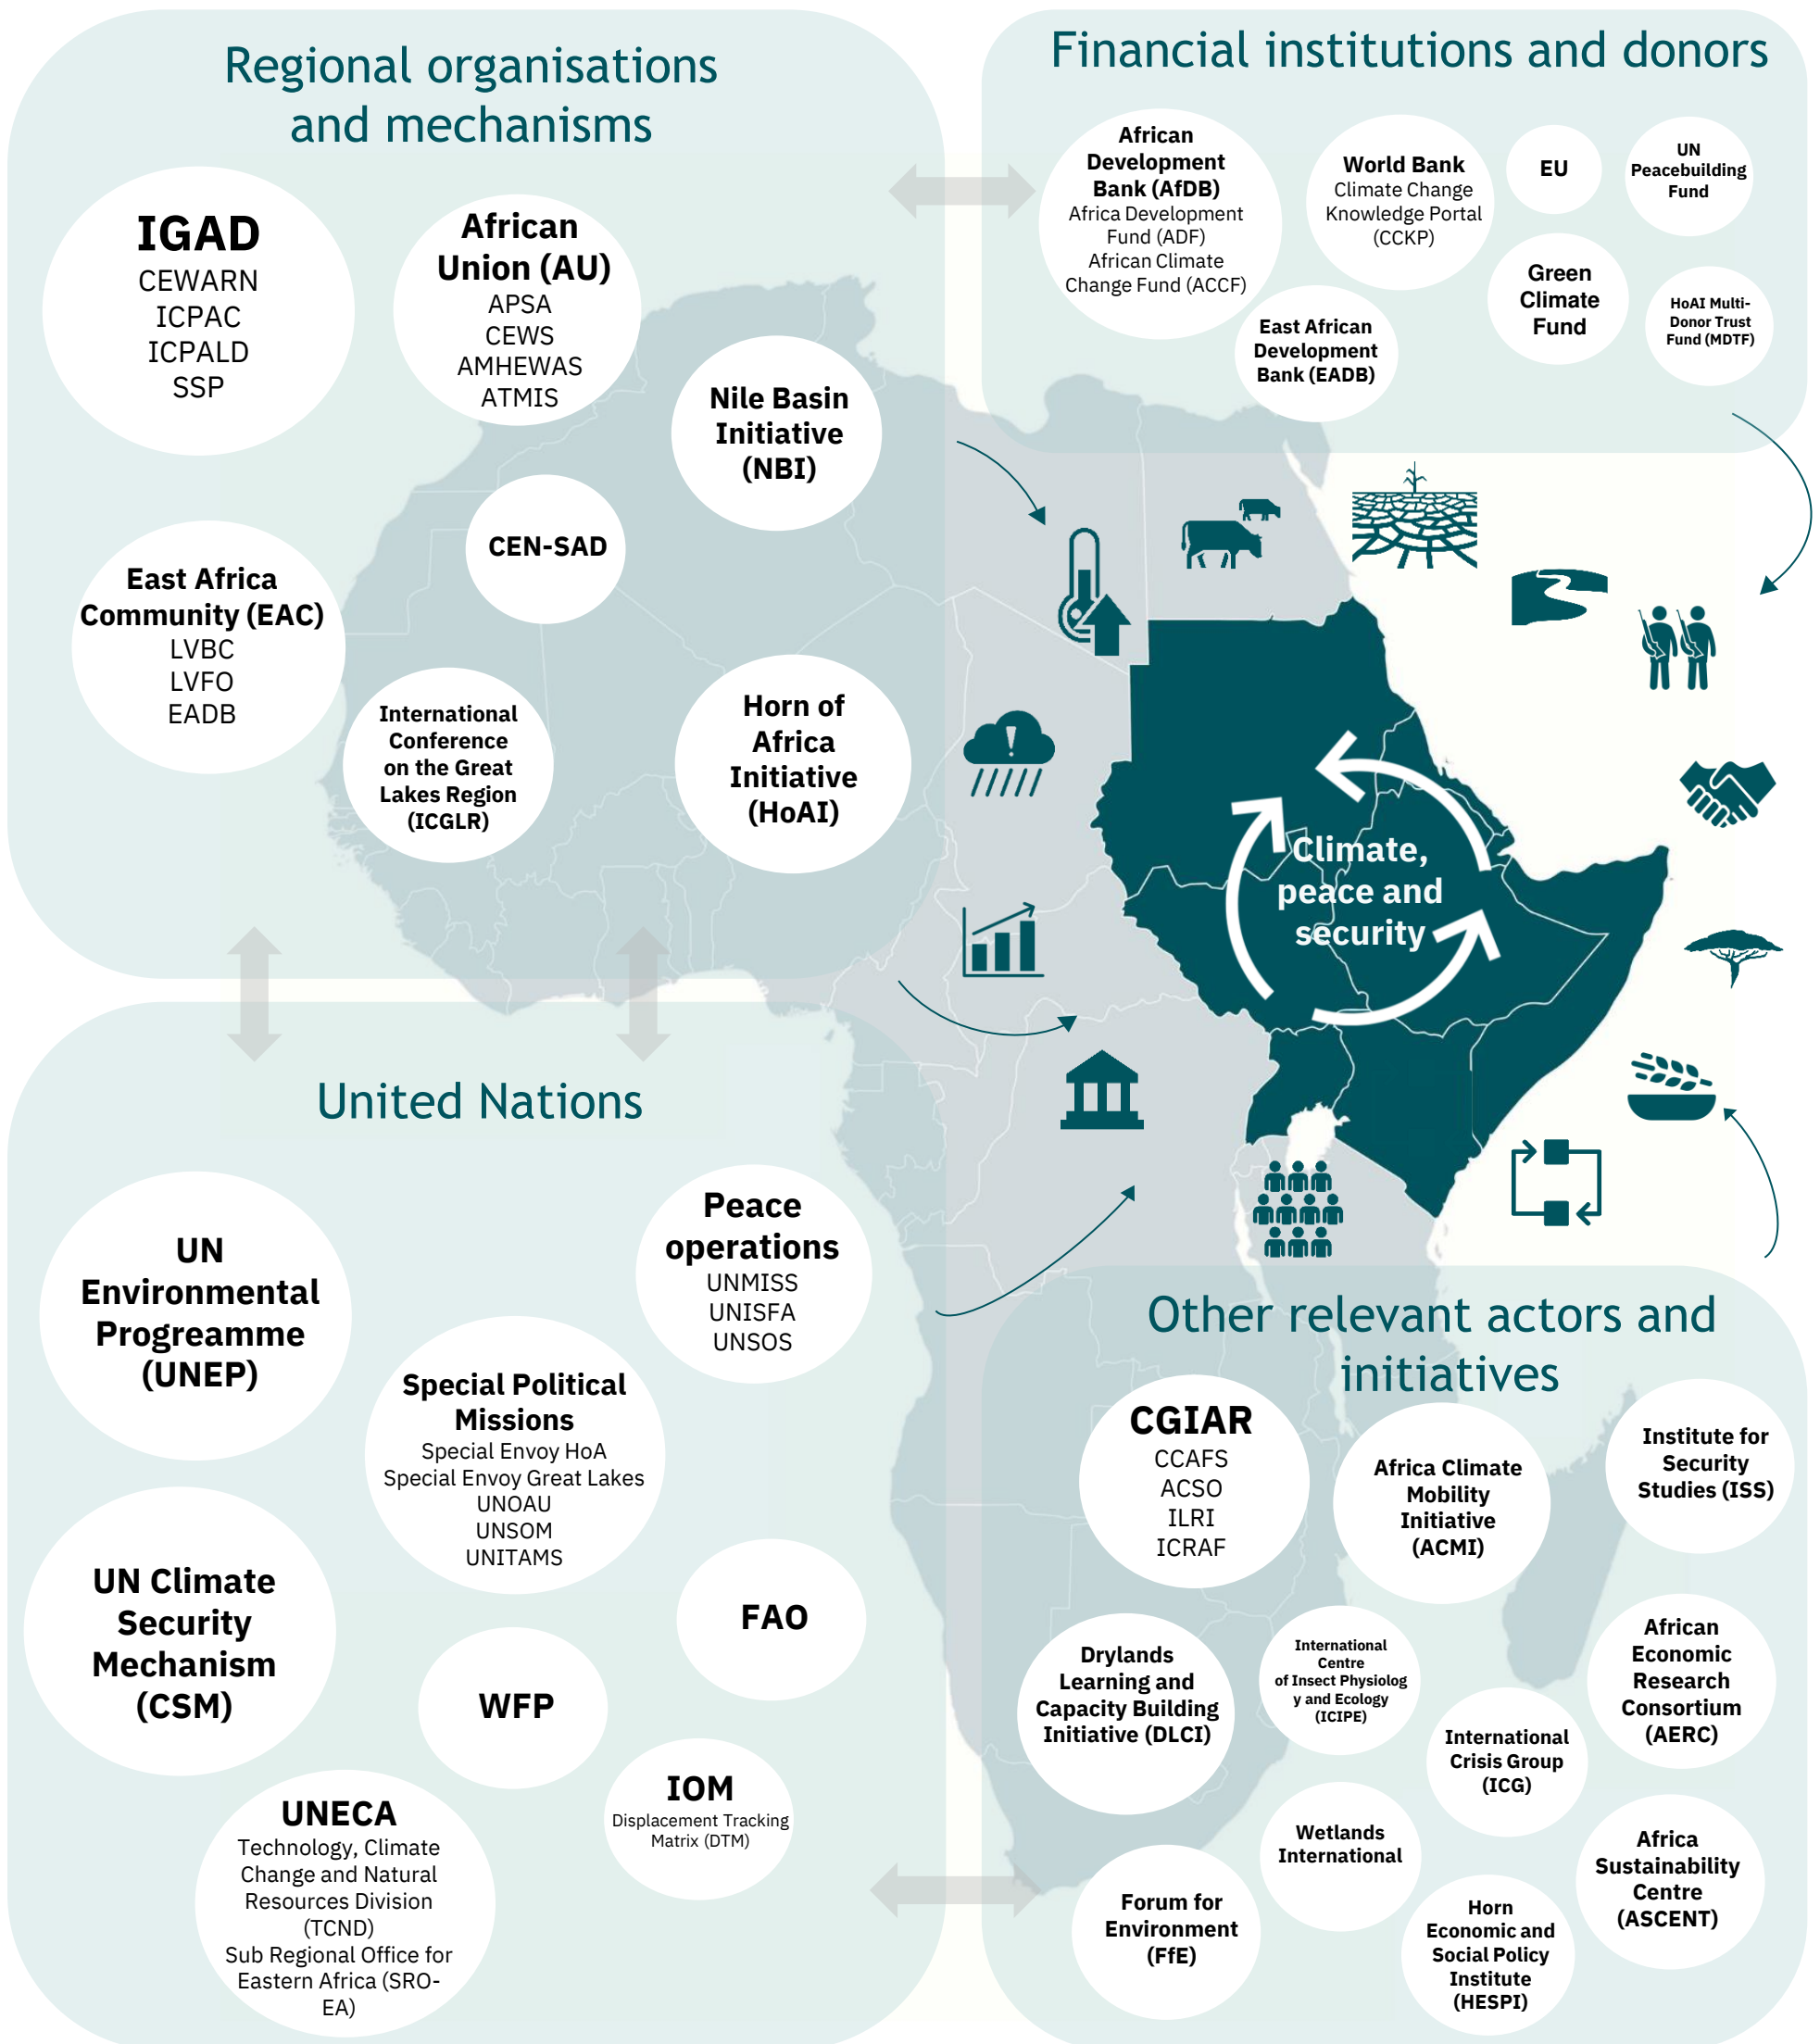 Regional organisations
and mechanisms
IGAD
CEWARN
ICPAC
ICPALD
SSP
African
Union (AU)
APSA
CEWS
AMHEWAS
ATMIS
Nile Basin
Initiative
(NBI)
CEN-SAD
East Africa
Community (EAC)
LVBC
LVFO
EADB
International
Conference
on the Great
Lakes Region
(ICGLR)
Horn of
Africa
Initiative
(HoAI)
Financial institutions and donors
African
Development
Bank (AfDB)
Africa Development
Fund (ADF)
African Climate
Change Fund (ACCF)
World Bank
Climate Change
Knowledge Portal
(CCKP)
EU
UN
Peacebuilding
Fund
East African
Development
Bank (EADB)
Green
Climate
Fund
HoAI Multi-
Donor Trust
Fund (MDTF)
Climate,
peace and
security
United Nations
UN
Environmental
Progreamme
(UNEP)
Peace
operations
UNMISS
UNISFA
UNSOS
Special Political
Missions
Special Envoy HoA
Special Envoy Great Lakes
UNOAU
UNSOM
UNITAMS
UN Climate
Security
Mechanism
(CSM)
FAO
WFP
IOM
Displacement Tracking
Matrix (DTM)
UNECA
Technology, Climate
Change and Natural
Resources Division
(TCND)
Sub Regional Office for
Eastern Africa (SRO-
EA)
Other relevant actors and
initiatives
CGIAR
CCAFS
ACSO
ILRI
ICRAF
Africa Climate
Mobility
Initiative
(ACMI)
Institute for
Security
Studies (ISS)
Drylands
Learning and
Capacity Building
Initiative (DLCI)
International
Centre
of Insect Physiolog
y and Ecology
(ICIPE)
African
Economic
Research
Consortium
(AERC)
International
Crisis Group
(ICG)
Wetlands
International
Africa
Sustainability
Centre
(ASCENT)
Forum for
Environment
(FfE)
Horn
Economic and
Social Policy
Institute
(HESPI)